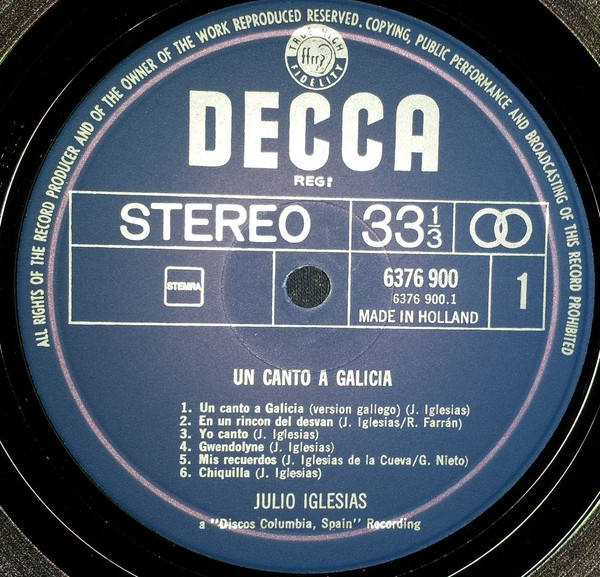 ALL RIGHTS OF THE RECORD PRODUCER AND OF THE OWNER OF THE WORK REPRODUCED RESERVED. COPYING, PUBLIC PERFORMANCE AND BROADCASTING OF THIS RECORD PROHIBITED
TRUE HIGH
ffrr
FIDELITY
DECCA
REGD
STEREO
33 1/3
STEMRA
6376 900
6376 900.1
MADE IN HOLLAND
1
UN CANTO A GALICIA
1. Un canto a Galicia (version gallego) (J. Iglesias)
2. En un rincon del desvan (J. Iglesias/R. Farrán)
3. Yo canto (J. Iglesias)
4. Gwendolyne (J. Iglesias)
5. Mis recuerdos (J. Iglesias de la Cueva/G. Nieto)
6. Chiquilla (J. Iglesias)
JULIO IGLESIAS
a "Discos Columbia, Spain" Recording